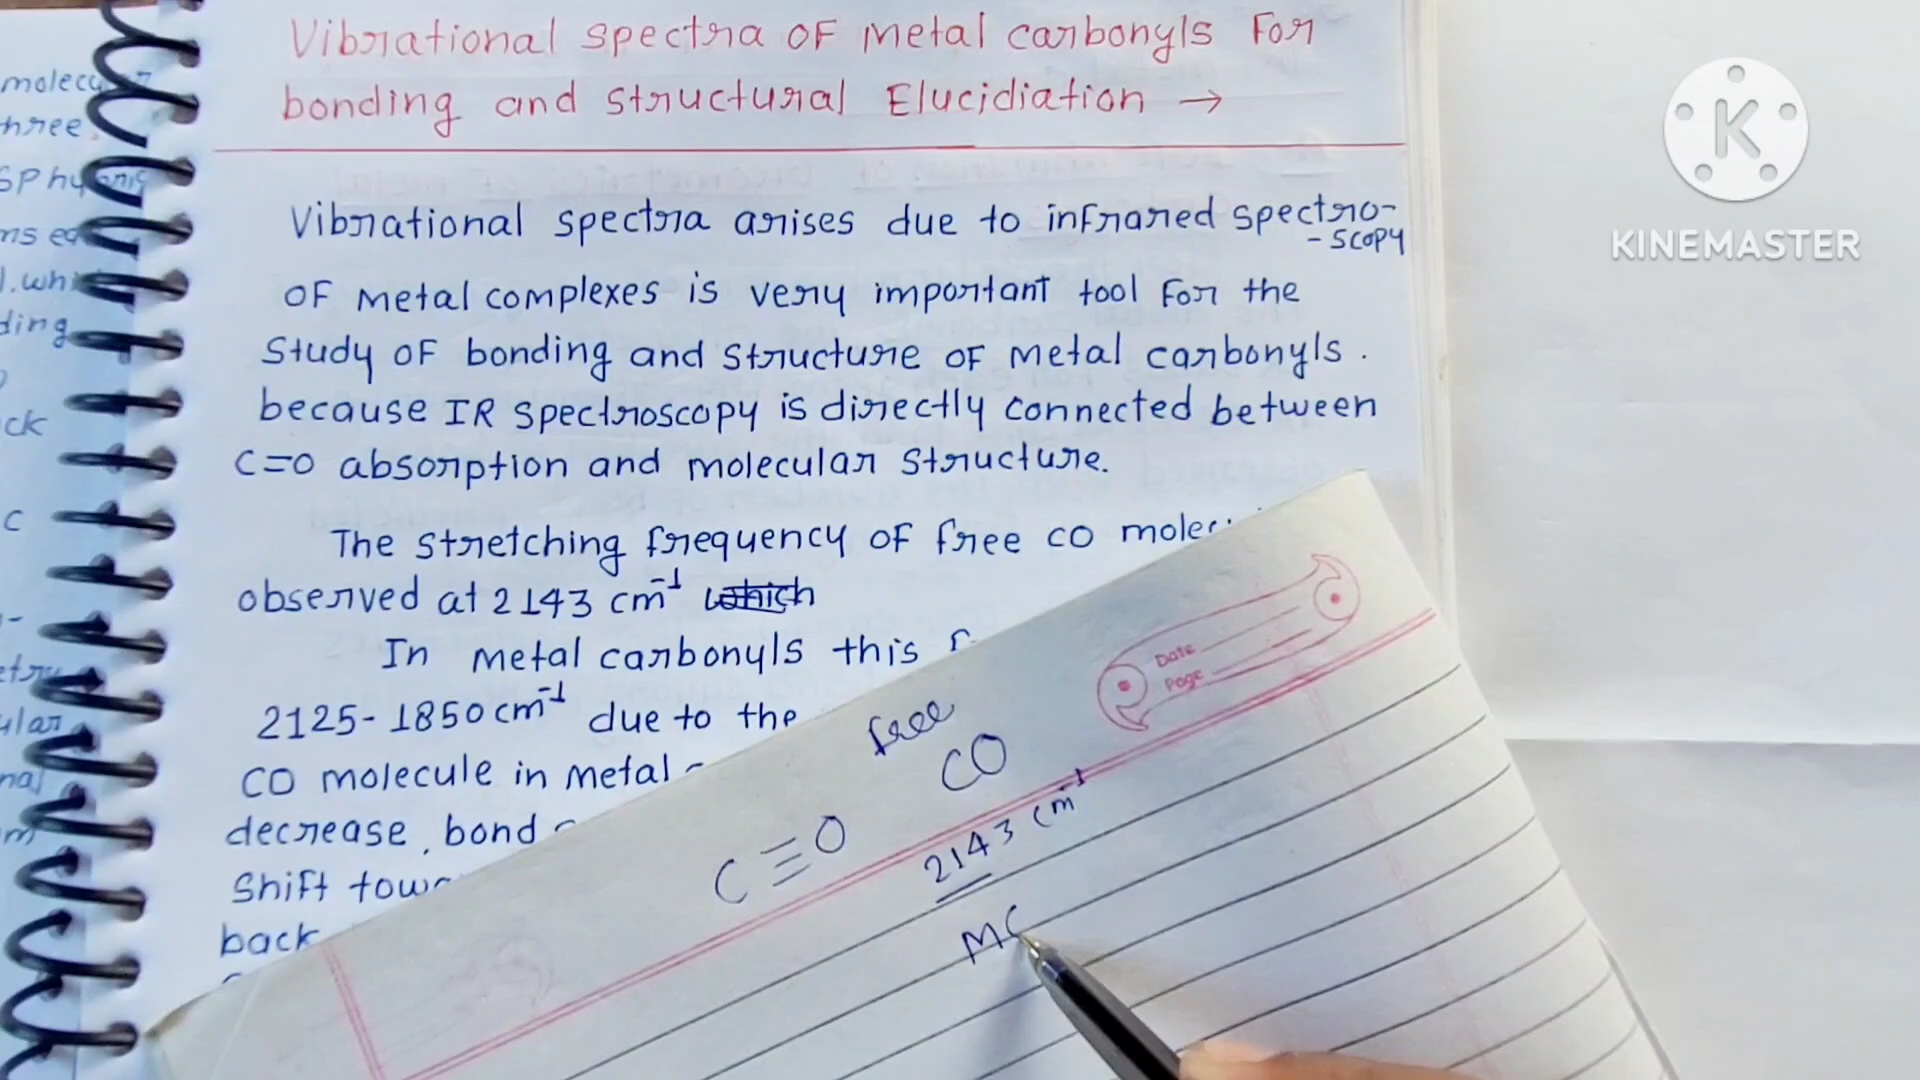 Vibrational spectra OF metal carbonyls For
bonding and structural Elucidiation →
Vibrational spectra arises due to infrared spectro-
-scopy
OF metal complexes is very important tool For the
Study OF bonding and structure OF metal carbonyls.
because IR spectroscopy is directly connected between
C=O absorption and molecular structure.
The stretching frequency OF free CO
observed at 2143 cm⁻¹ which
In metal carbonyls this
2125-1850 cm⁻¹ due to the
CO molecule in metal
decrease, bond
Shift
back
free
CO
C≡O
2143 cm⁻¹
MC
Date
Page
K
KINEMASTER
hree
ding
ck
c